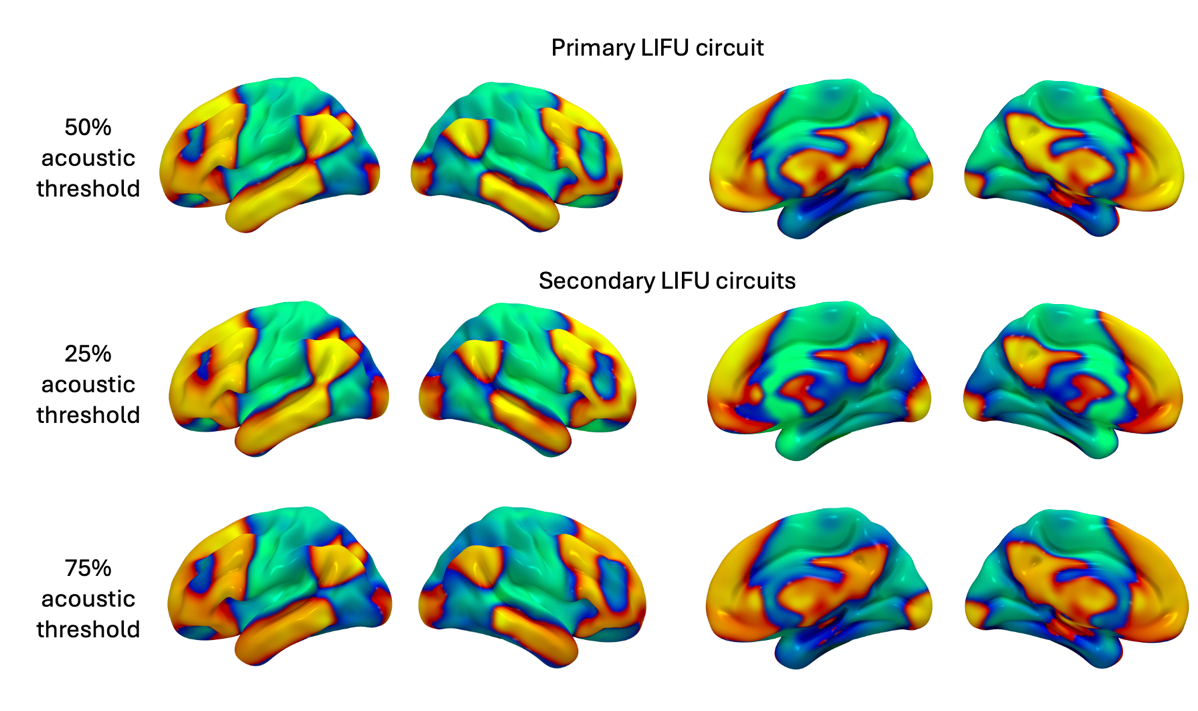 Primary LIFU circuit
50%
acoustic
threshold
Secondary LIFU circuits
25%
acoustic
threshold
75%
acoustic
threshold